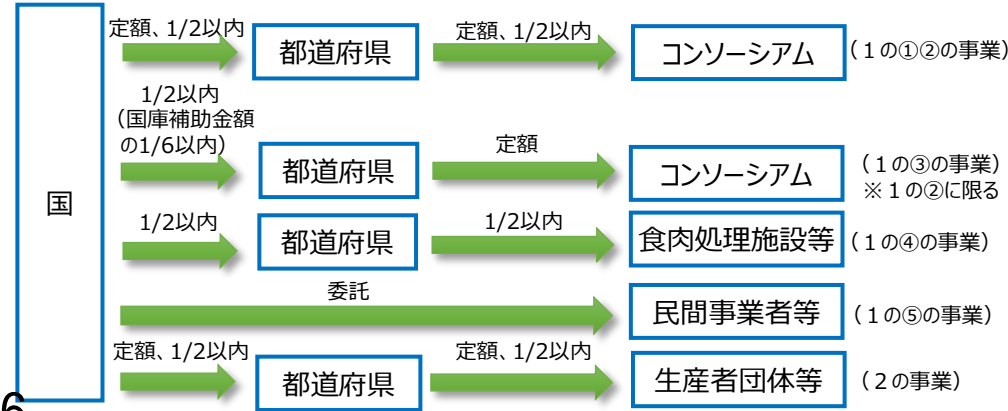 国
定額、1/2以内
都道府県
定額、1/2以内
コンソーシアム
(１の①②の事業)
1/2以内
(国庫補助金額
の1/6以内)
都道府県
定額
コンソーシアム
(１の③の事業)
※１の②に限る
1/2以内
都道府県
1/2以内
食肉処理施設等
(１の④の事業)
委託
民間事業者等
(１の⑤の事業)
定額、1/2以内
都道府県
定額、1/2以内
生産者団体等
(２の事業)
6